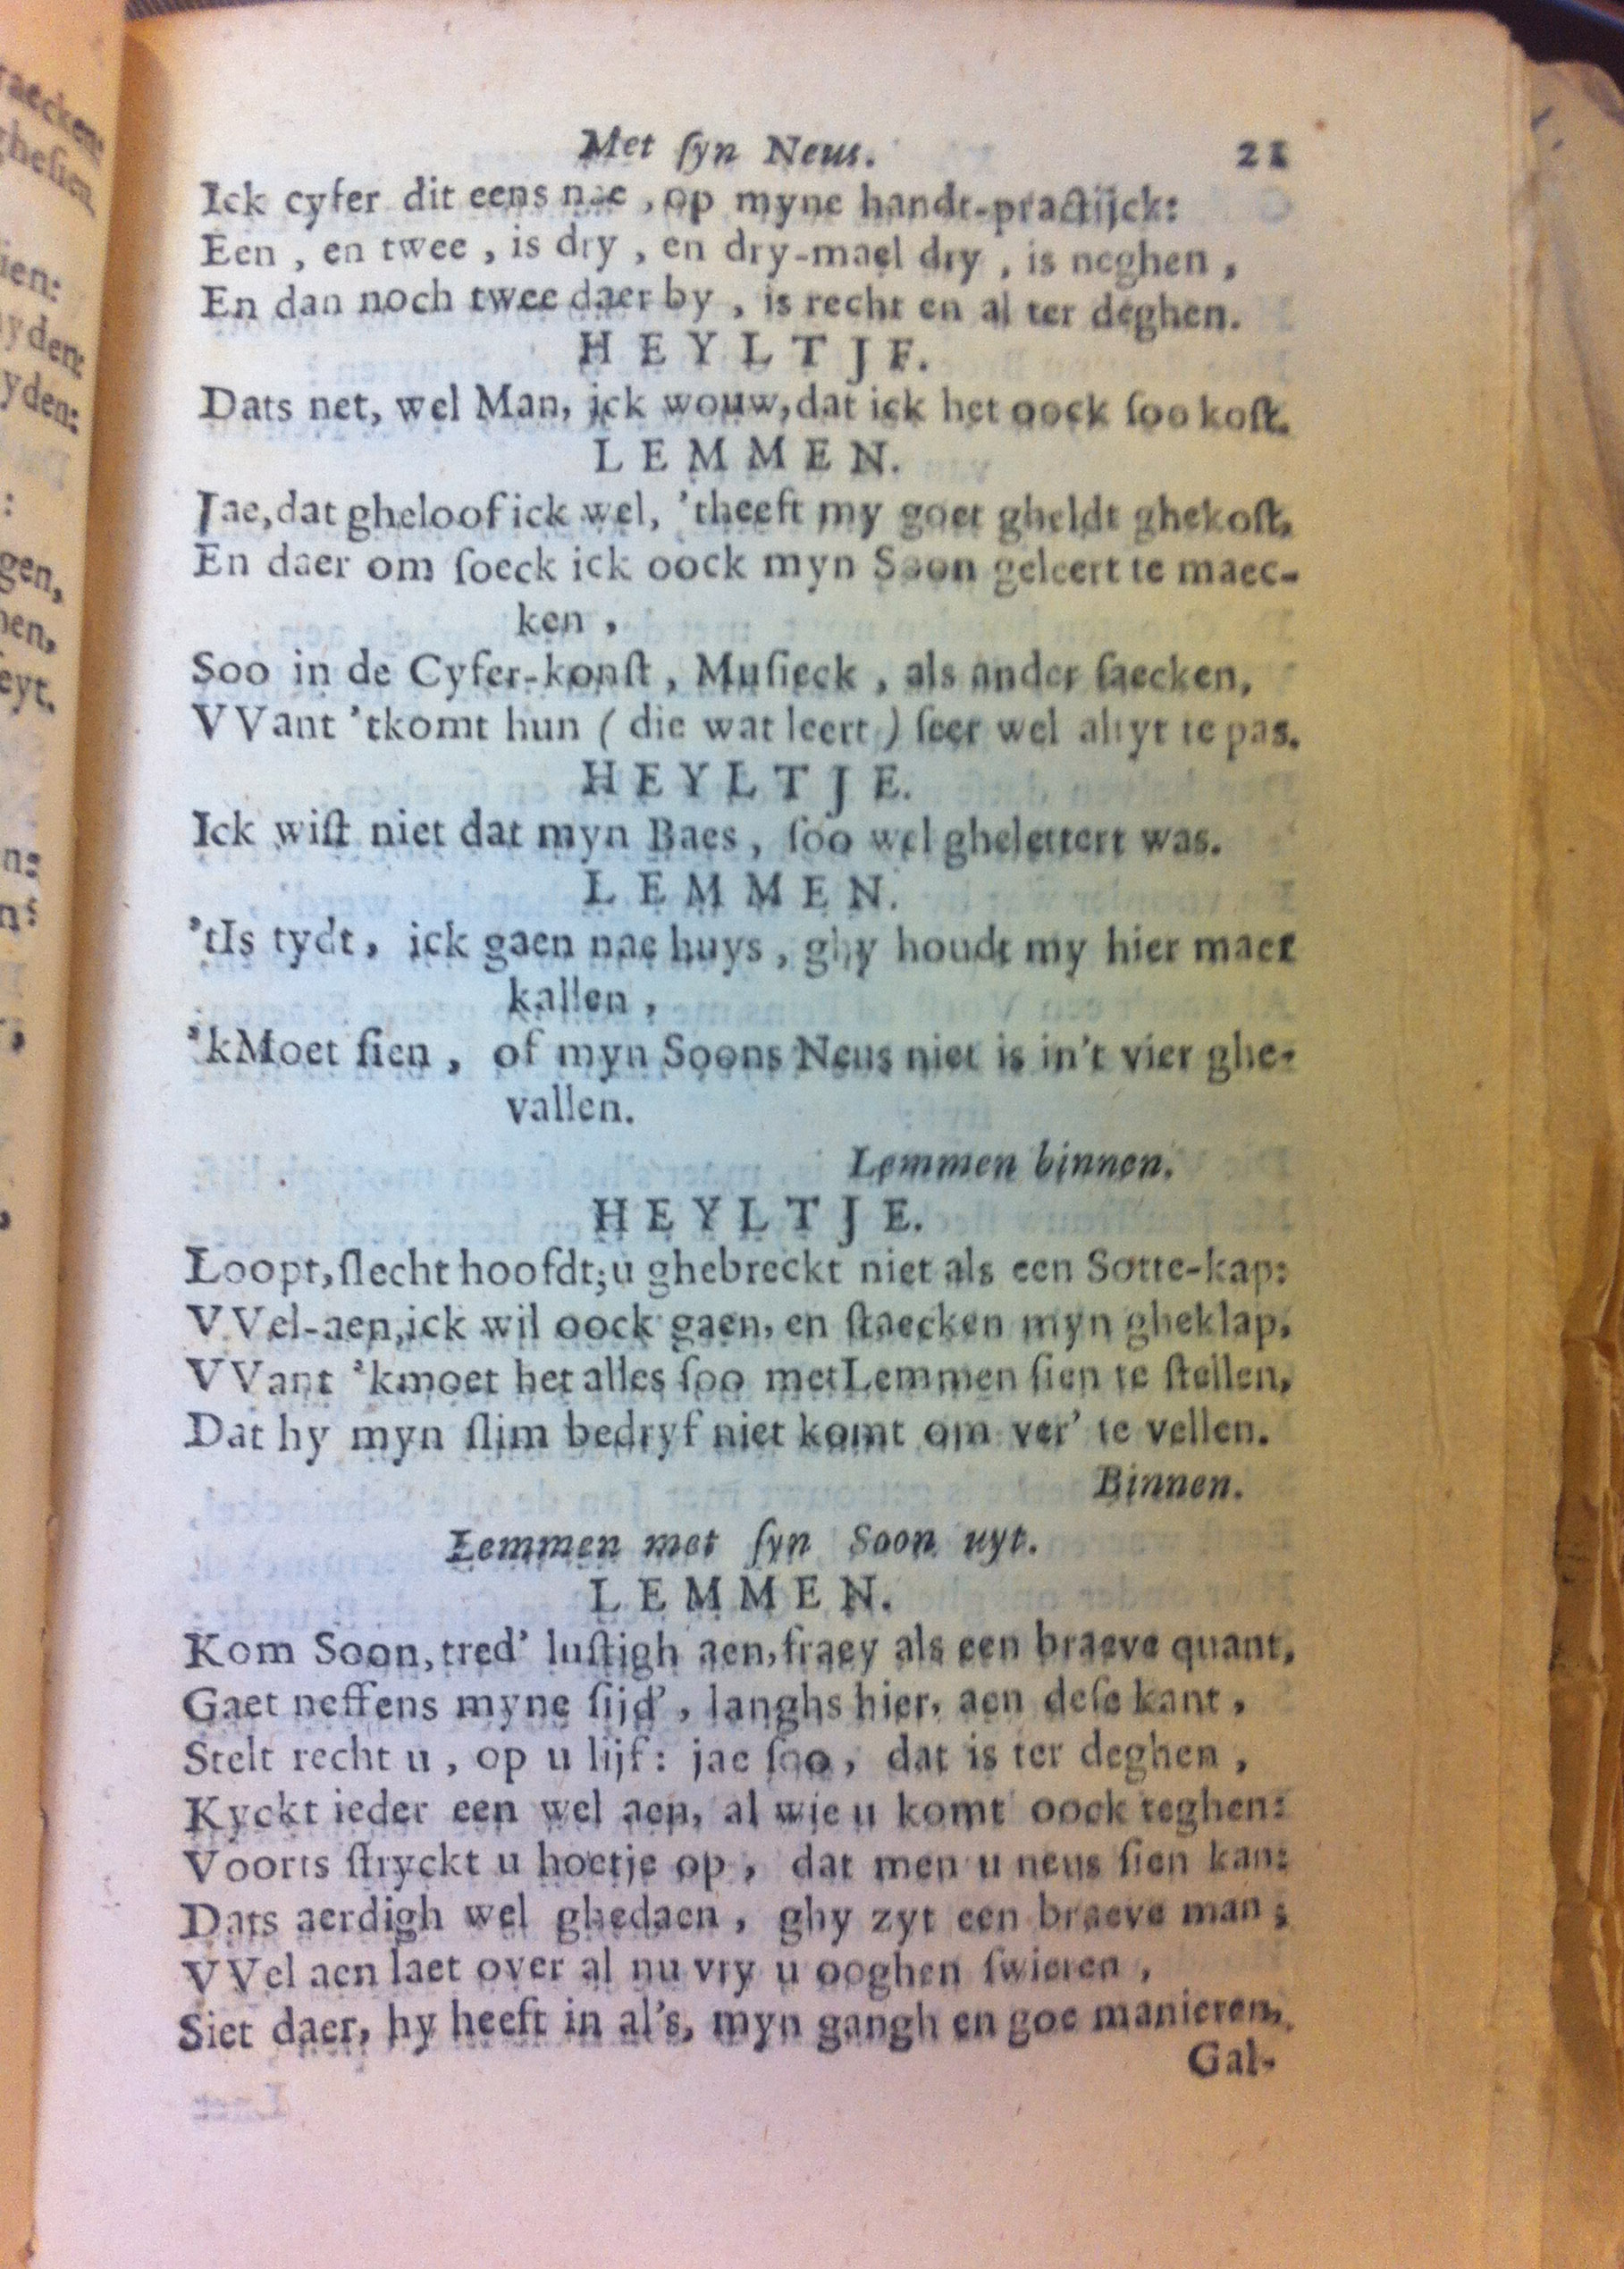 Met ſyn Neus. 21
Ick cyfer dit eens nae , op myne handt-practijck:
Een , en twee , is dry , en dry-mael dry , is neghen ,
En dan noch twee daer by , is recht en al ter deghen.
HEYLTJE.
Dats net, wel Man, ick wouw, dat ick het oock ſoo koſt.
LEMMEN.
Jae, dat gheloof ick wel, 'theeft my goet gheldt ghekoſt,
En daer om ſoeck ick oock myn Soon geleert te maec-
ken ,
Soo in de Cyfer-konſt , Muſieck , als ander ſaecken,
VVant 'tkomt hun ( die wat leert ) ſeer wel altyt te pas.
HEYLTJE.
Ick wiſt niet dat myn Baes , ſoo wel ghelettert was.
LEMMEN.
'tIs tydt, ick gaen nae huys , ghy houdt my hier maer
kallen ,
'kMoet ſien , of myn Soons Neus niet is in't vier ghe-
vallen.
Lemmen binnen.
HEYLTJE.
Loopt, ſlecht hoofdt; u ghebreckt niet als een Sotte-kap:
VVel-aen, ick wil oock gaen, en ſtaecken myn gheklap,
VVant 'kmoet het alles ſoo met Lemmen ſien te ſtellen,
Dat hy myn ſlim bedryf niet komt om ver' te vellen.
Binnen.
Lemmen met ſyn Soon uyt.
LEMMEN.
Kom Soon, tred' luſtigh aen, fraey als een braeve quant,
Gaet neffens myne ſijd' , langhs hier, aen deſe kant ,
Stelt recht u , op u lijf : jae ſoo , dat is ter deghen ,
Kyckt ieder een wel aen, al wie u komt oock teghen:
Voorts ſtryckt u hoetje op , dat men u neus ſien kan:
Dats aerdigh wel ghedaen , ghy zyt een braeve man ;
VVel aen laet over al nu vry u ooghen ſwieren ,
Siet daer, hy heeft in al's, myn gangh en goe manieren,
Gal-
raecken:
gheſien,
ien:
yden:
yden:
:
gen,
nen,
eyt.
n: